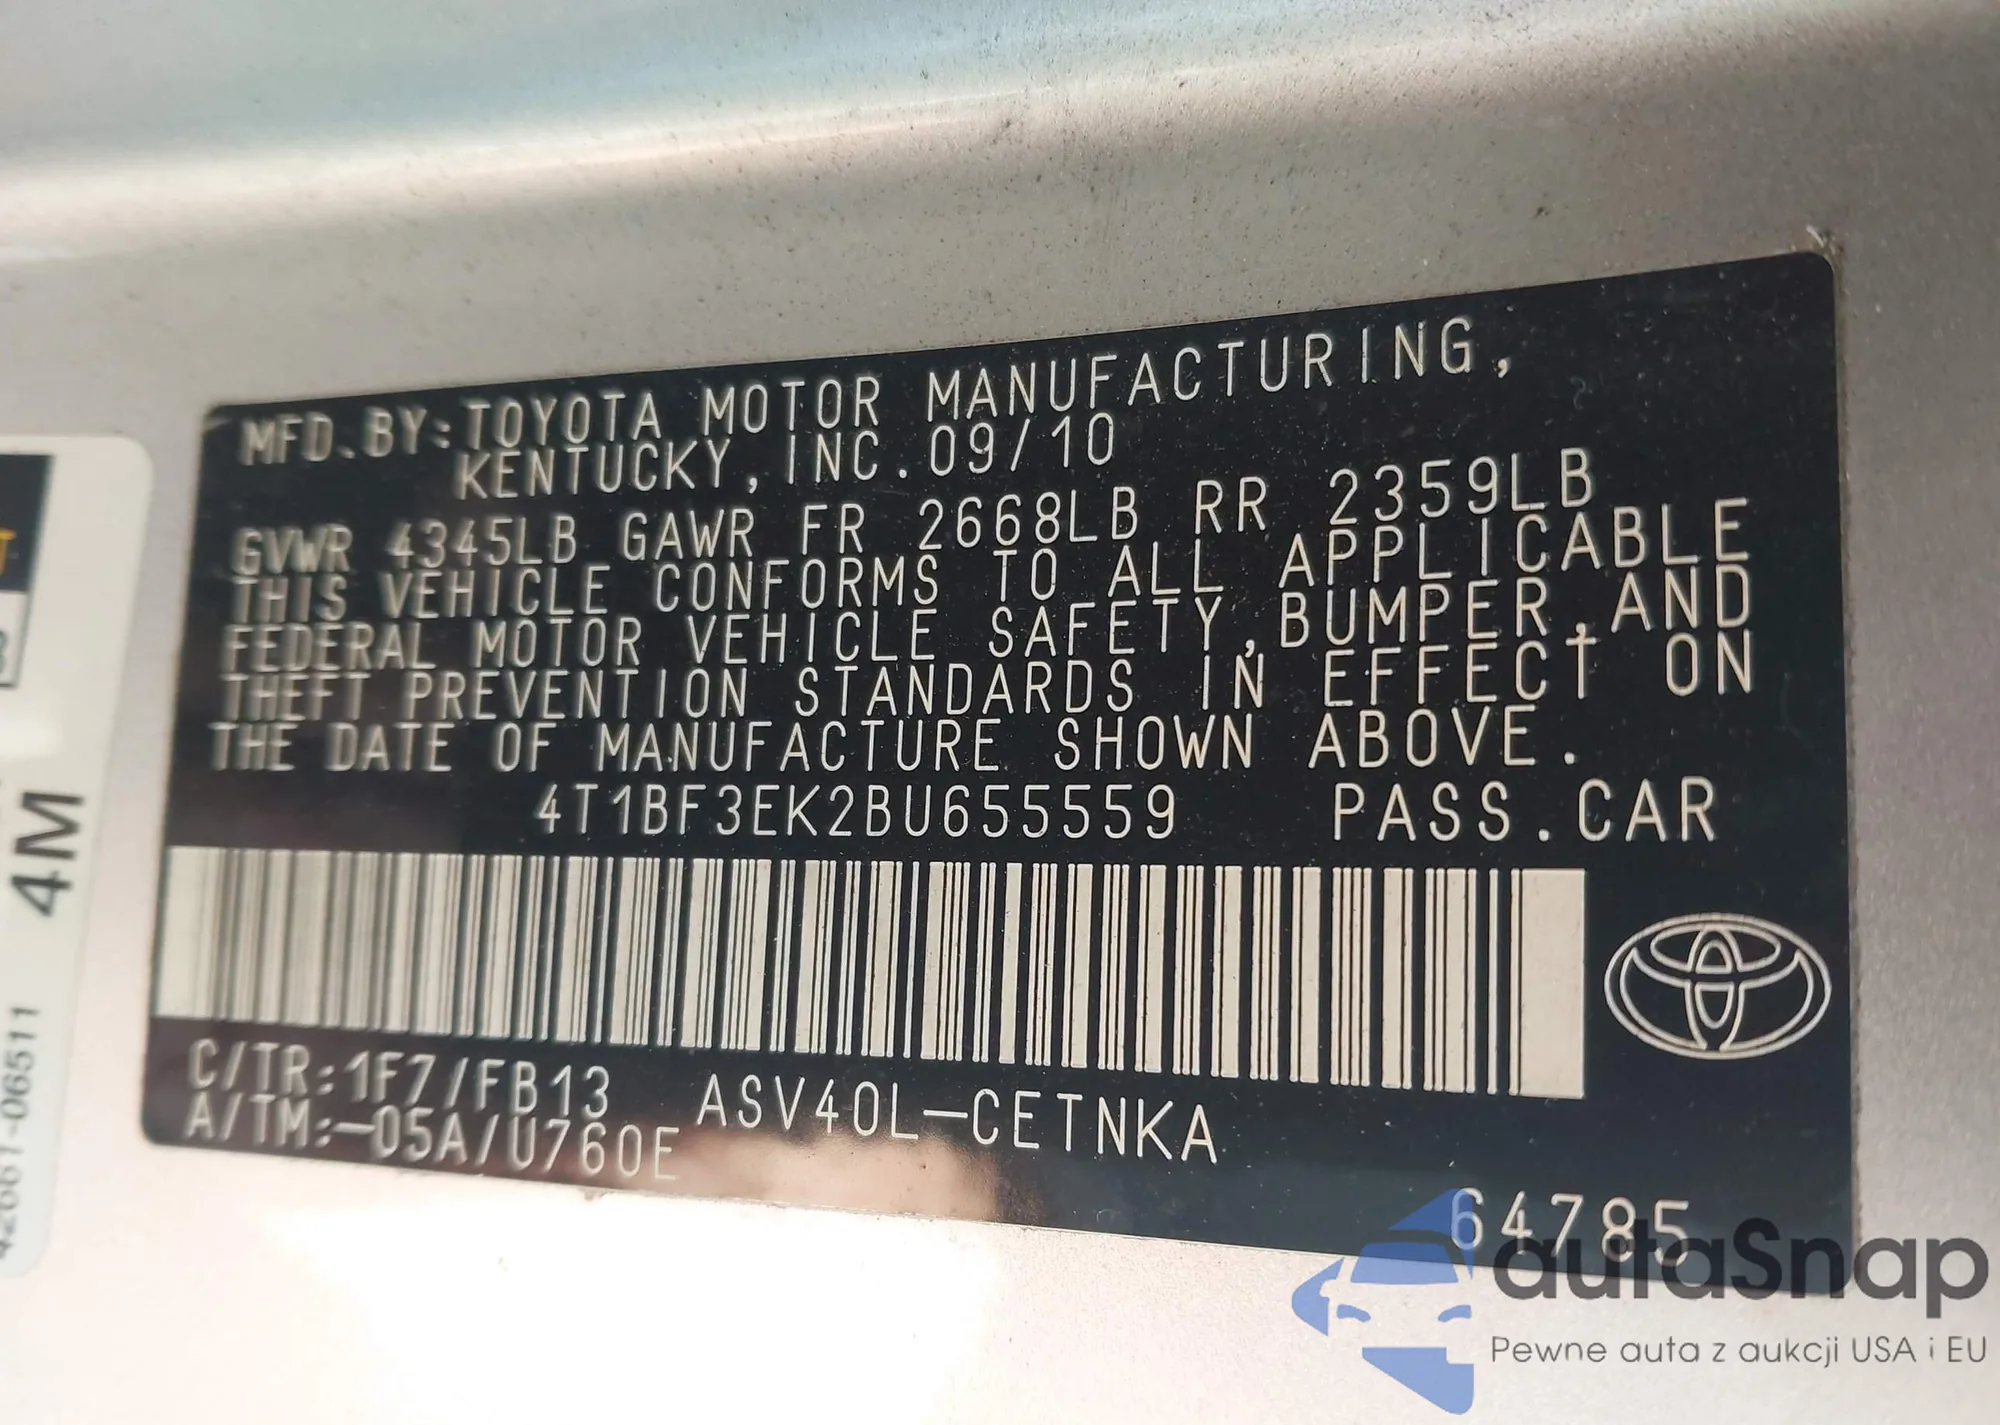 MFD.BY:TOYOTA MOTOR MANUFACTURING,
KENTUCKY, INC. 09/10
GVWR 4345LB GAWR FR 2668LB RR 2359LB
THIS VEHICLE CONFORMS TO ALL APPLICABLE
FEDERAL MOTOR VEHICLE SAFETY,BUMPER,AND
THEFT PREVENTION STANDARDS IN EFFECT ON
THE DATE OF MANUFACTURE SHOWN ABOVE.
4T1BF3EK2BU655559 PASS.CAR
C/TR:1F7/FB13 ASV40L-CETNKA
A/TM:-05A/U760E
64785
4M
42661-06511
autaSnap
Pewne auta z aukcji USA i EU